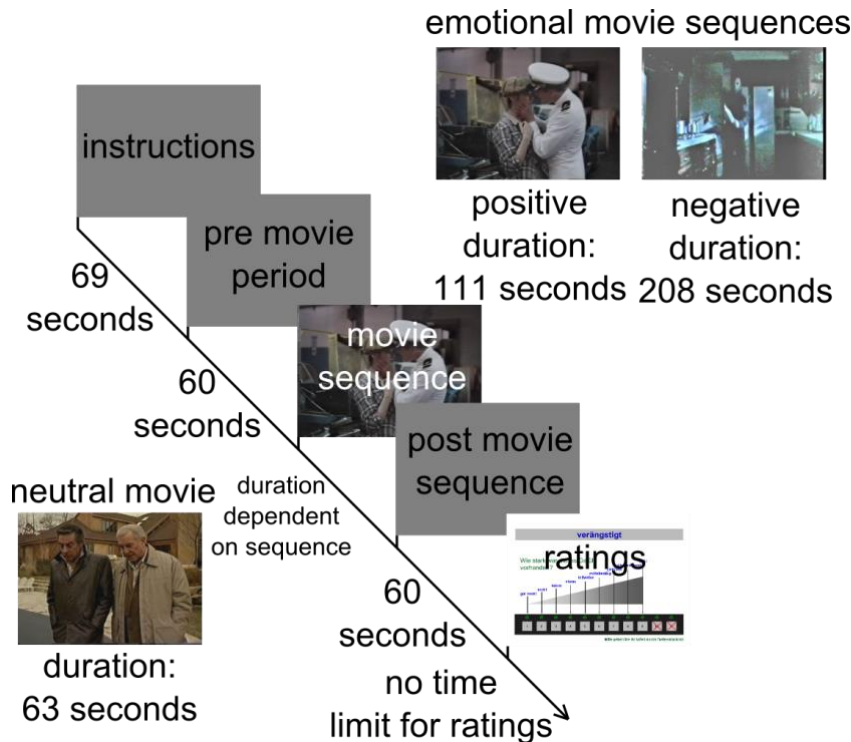 emotional movie sequences
positive
duration:
111 seconds
negative
duration:
208 seconds
instructions
69
seconds
pre movie
period
60
seconds
movie
sequence
duration
dependent
on sequence
post movie
sequence
60
seconds
neutral movie
duration:
63 seconds
verängstigt
ratings
no time
limit for ratings